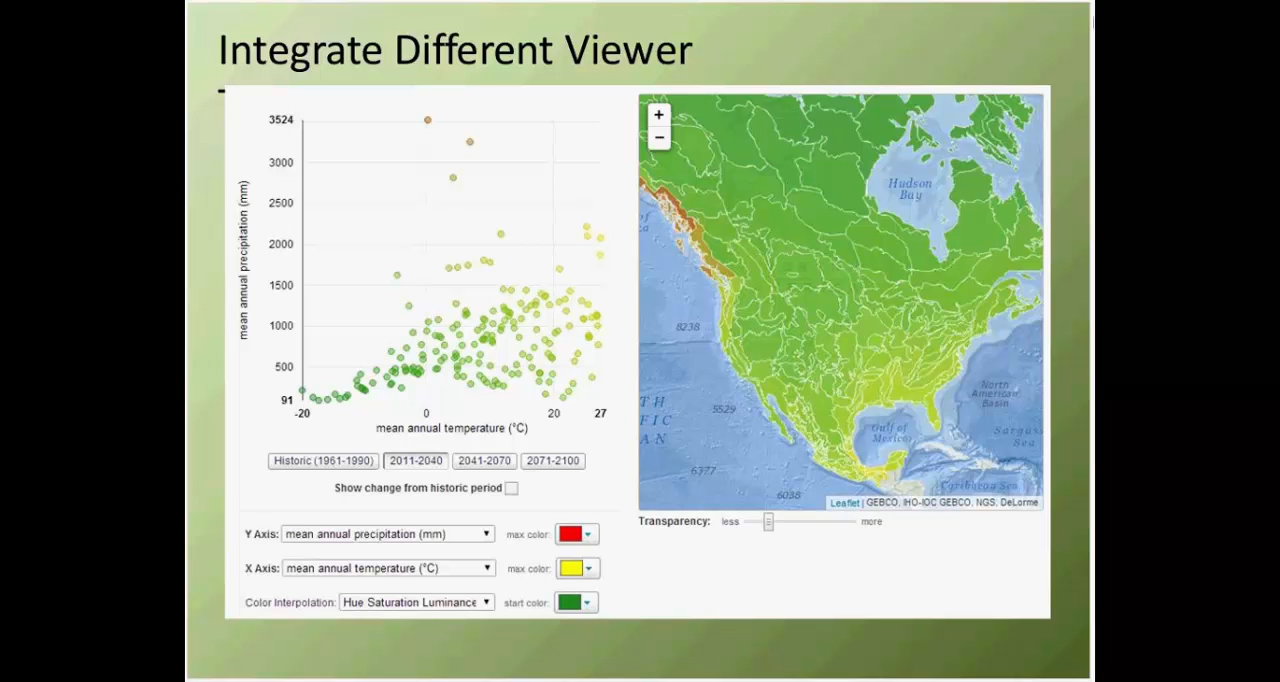 Integrate Different Viewer
3524
3000
2500
2000
1500
1000
500
91
mean annual precipitation (mm)
-20
0
20
27
mean annual temperature (°C)
Historic (1961-1990)
2011-2040
2041-2070
2071-2100
Show change from historic period
Y Axis: mean annual precipitation (mm) max color:
X Axis: mean annual temperature (°C) max color:
Color Interpolation: Hue Saturation Luminance start color:
+
−
Hudson
Bay
8238
5529
6377
6038
T H
F I C
A N
North
American
Basin
Gulf of
Mexico
Sargas
Sea
Caribbean Sea
Leaflet | GEBCO, IHO-IOC GEBCO, NGS, DeLorme
Transparency: less more